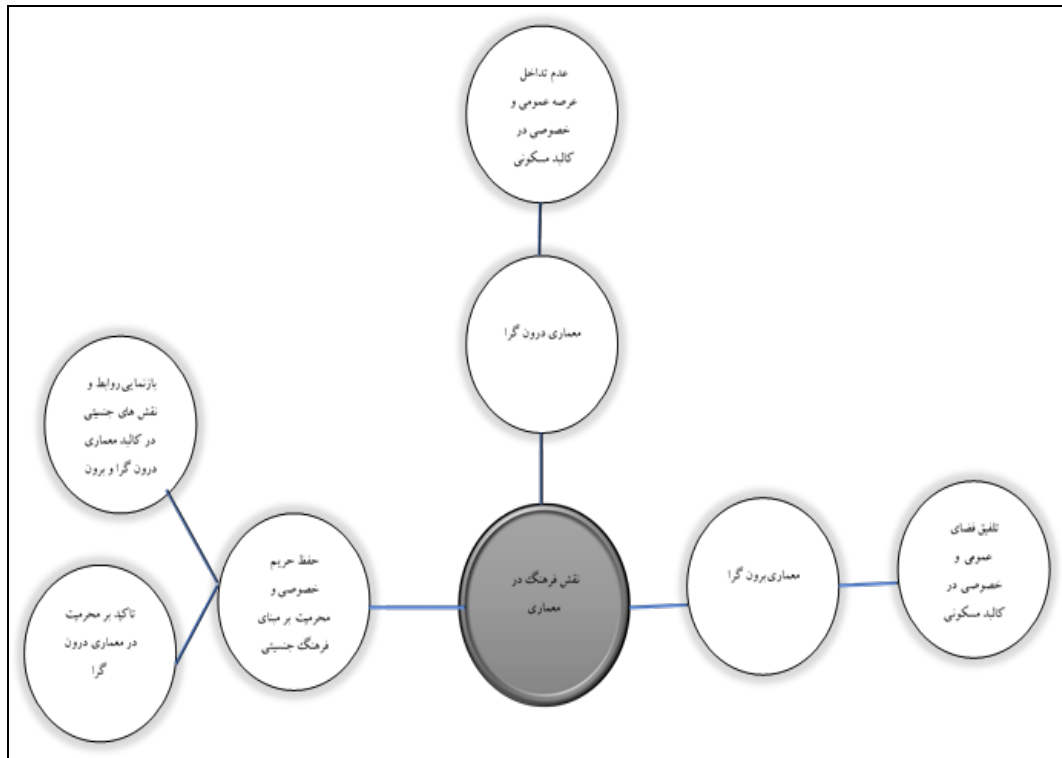 عدم تداخل
عرصه عمومی و
خصوصی در
کالبد مسکونی
معماری درون گرا
بازنمایی روابط و
نقش های جنسیتی
در کالبد معماری
درون گرا و برون
حفظ حریم
خصوصی و
محرمیت بر مبنای
فرهنگ جنسیتی
تاکید بر محرمیت
در معماری درون
گرا
نقش فرهنگ در
معماری
معماری برون گرا
تلفیق فضای
عمومی و
خصوصی در
کالبد مسکونی